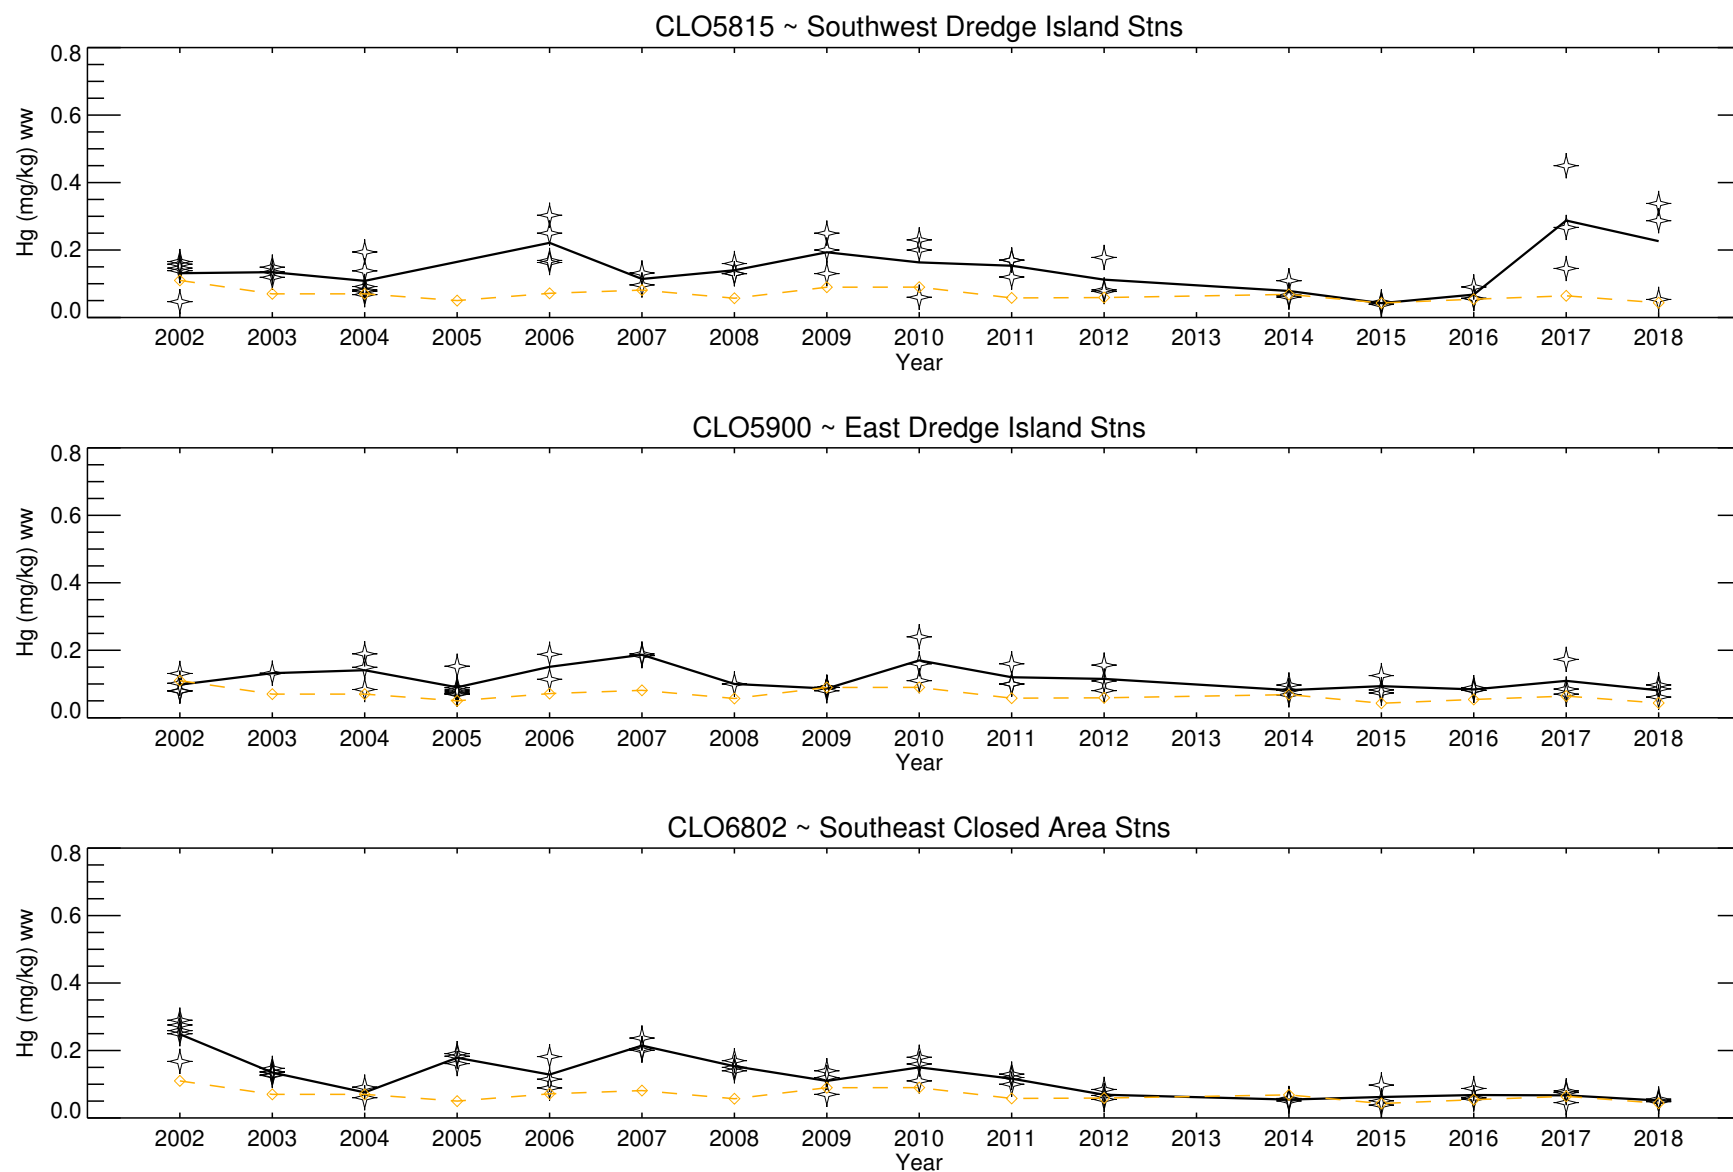 CLO5815 ~ Southwest Dredge Island Stns
0.8
0.6
0.4
0.2
0.0
Hg (mg/kg) ww
2002 2003 2004 2005 2006 2007 2008 2009 2010 2011 2012 2013 2014 2015 2016 2017 2018
Year
CLO5900 ~ East Dredge Island Stns
0.8
0.6
0.4
0.2
0.0
Hg (mg/kg) ww
2002 2003 2004 2005 2006 2007 2008 2009 2010 2011 2012 2013 2014 2015 2016 2017 2018
Year
CLO6802 ~ Southeast Closed Area Stns
0.8
0.6
0.4
0.2
0.0
Hg (mg/kg) ww
2002 2003 2004 2005 2006 2007 2008 2009 2010 2011 2012 2013 2014 2015 2016 2017 2018
Year